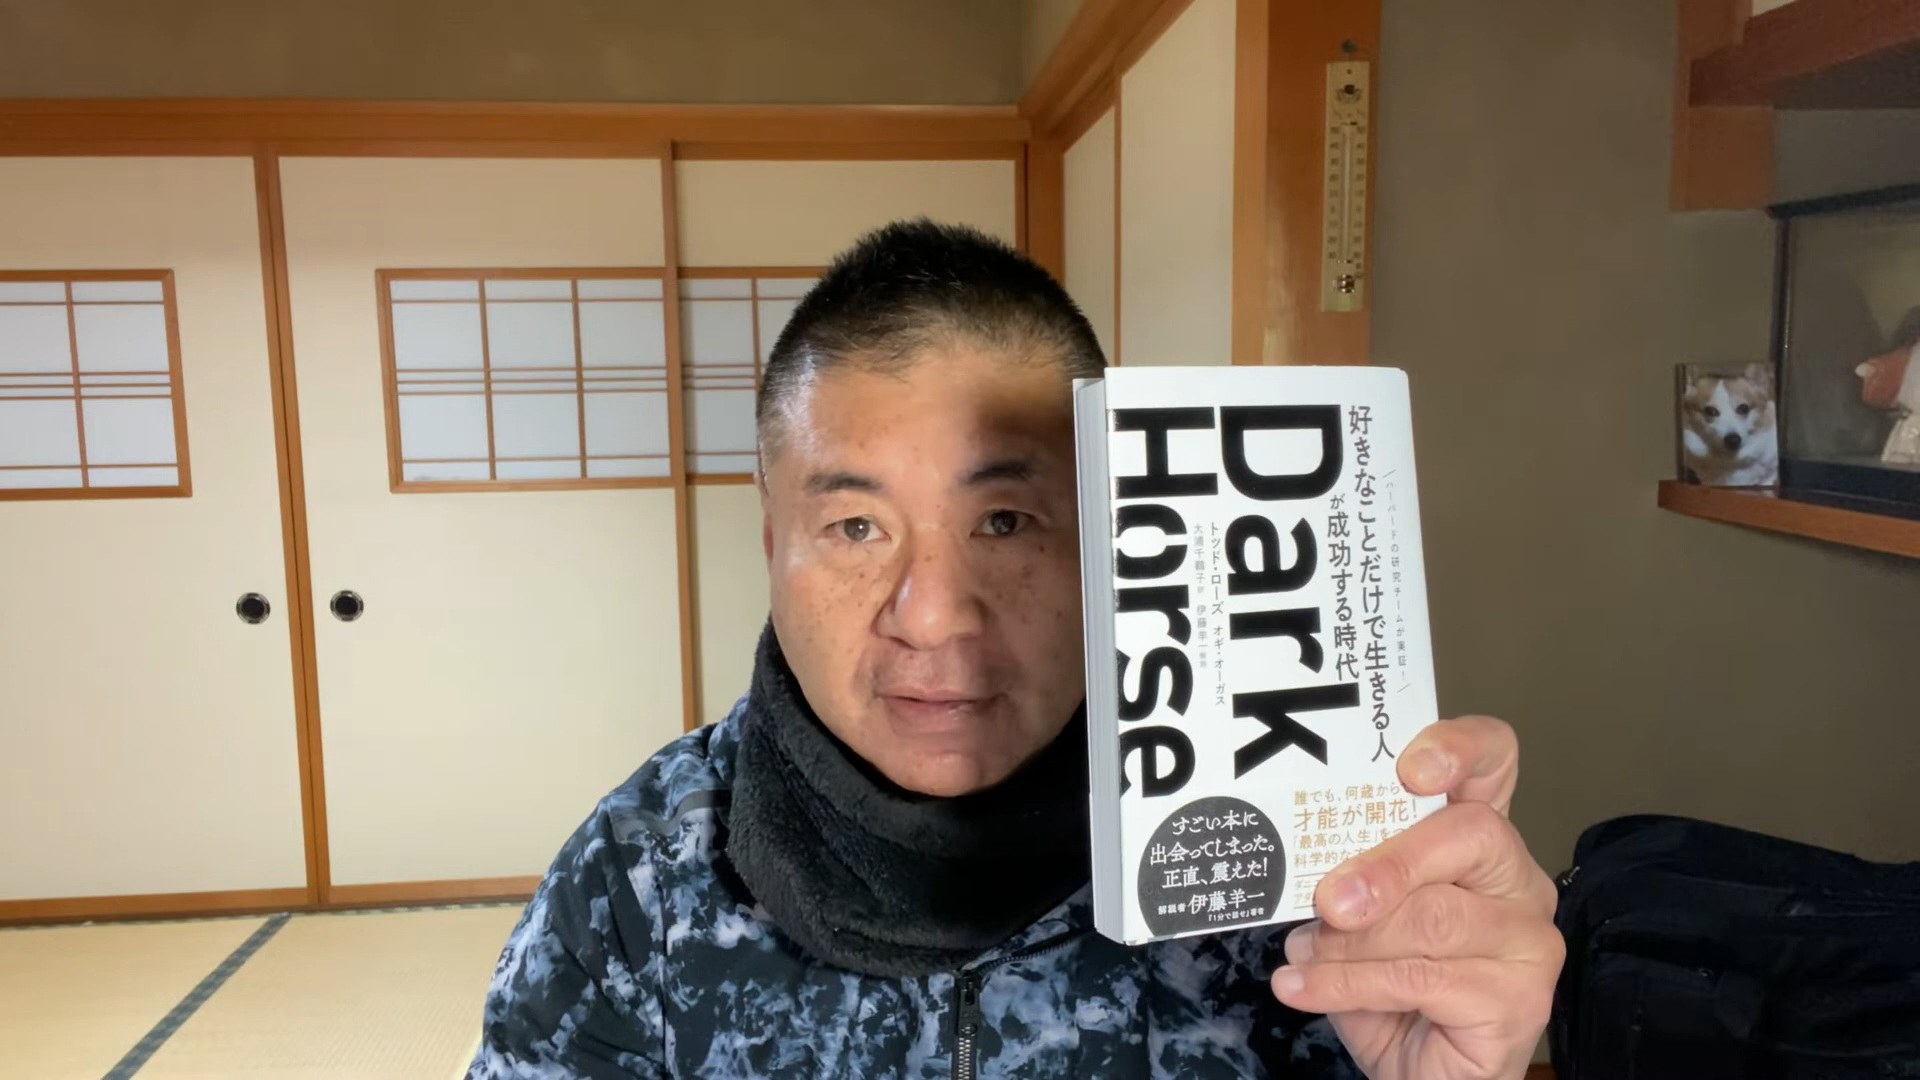 ハーバードの研究チームが実証!
好きなことだけで生きる人
が成功する時代
Dark
Horse
トッド・ローズ オギ・オーガス
大浦千鶴子 訳 伊藤羊一 解説
誰でも、何歳から
才能が開花!
「最高の人生」をつ
科学的な
すごい本に
出会ってしまった。
正直、震えた!
解説者 伊藤羊一
『1分で話せ』著者